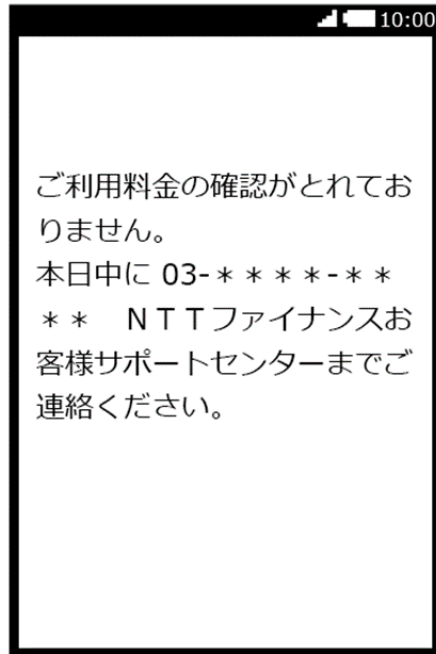 10:00
ご利用料金の確認がとれてお
りません。
本日中に 03-＊＊＊＊-＊＊
＊＊　ＮＴＴファイナンスお
客様サポートセンターまでご
連絡ください。